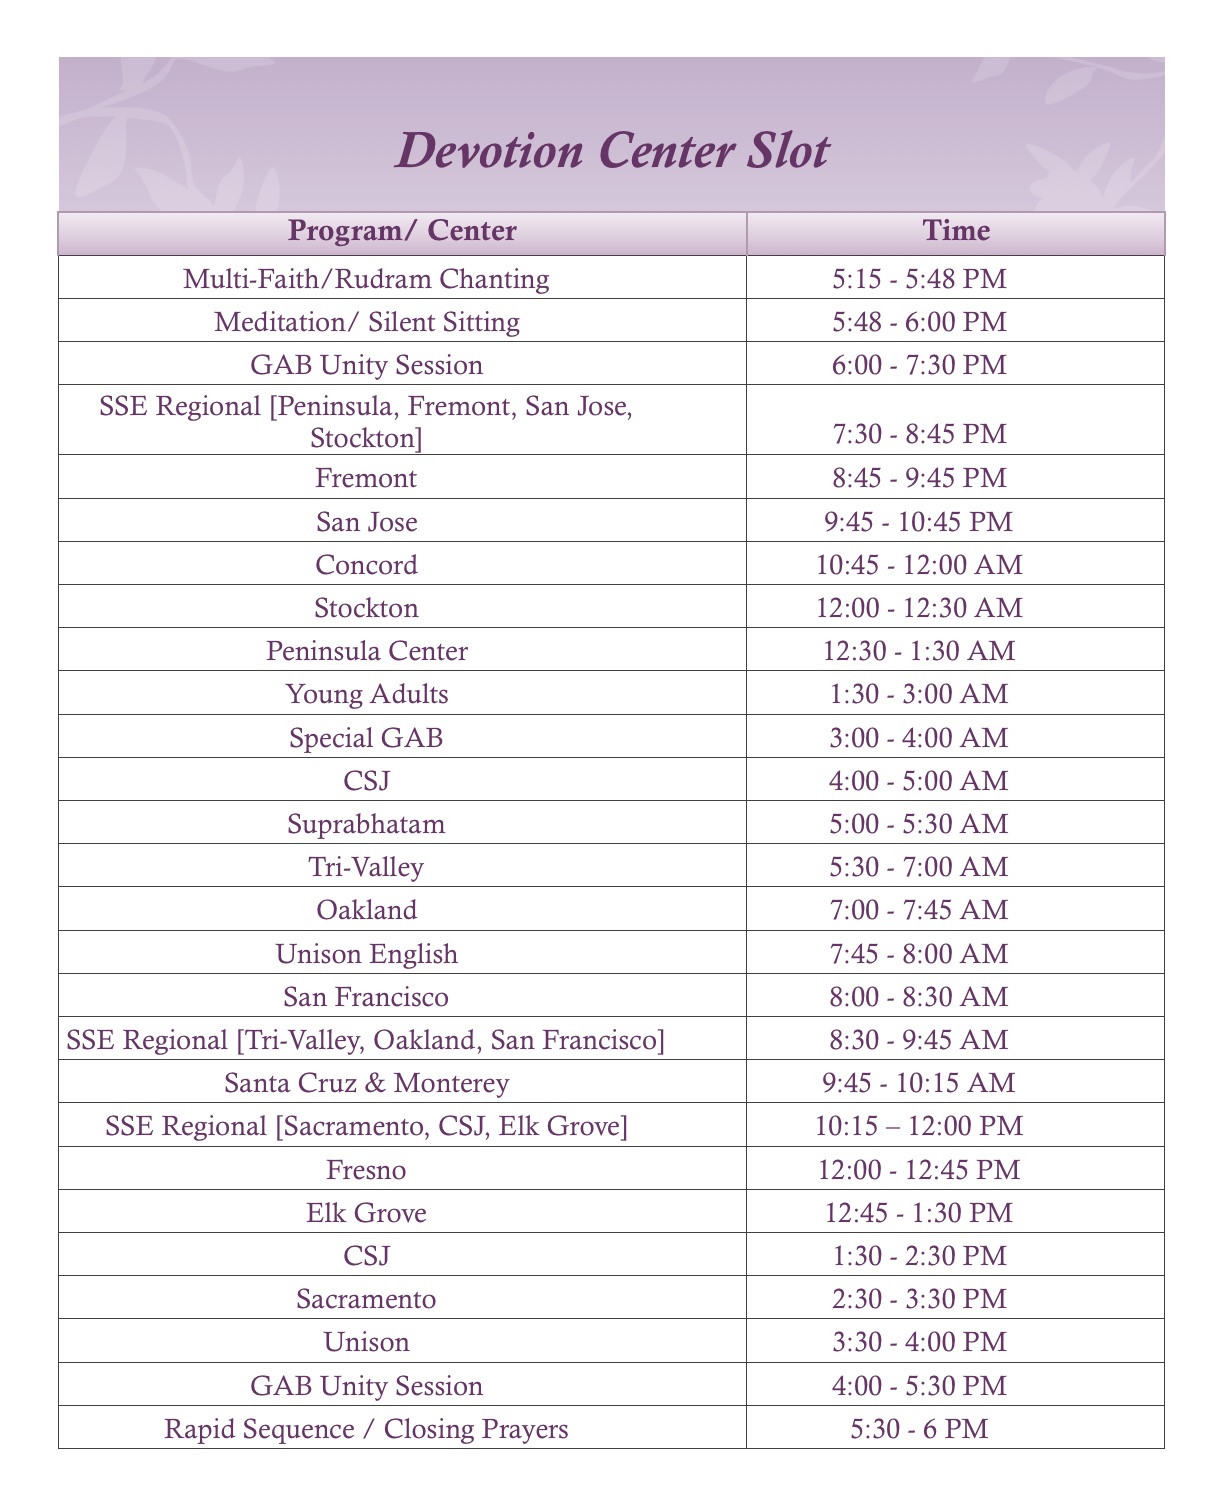 Devotion Center Slot
Program/ Center Time
Multi-Faith/Rudram Chanting 5:15 - 5:48 PM
Meditation/ Silent Sitting 5:48 - 6:00 PM
GAB Unity Session 6:00 - 7:30 PM
SSE Regional [Peninsula, Fremont, San Jose,
Stockton] 7:30 - 8:45 PM
Fremont 8:45 - 9:45 PM
San Jose 9:45 - 10:45 PM
Concord 10:45 - 12:00 AM
Stockton 12:00 - 12:30 AM
Peninsula Center 12:30 - 1:30 AM
Young Adults 1:30 - 3:00 AM
Special GAB 3:00 - 4:00 AM
CSJ 4:00 - 5:00 AM
Suprabhatam 5:00 - 5:30 AM
Tri-Valley 5:30 - 7:00 AM
Oakland 7:00 - 7:45 AM
Unison English 7:45 - 8:00 AM
San Francisco 8:00 - 8:30 AM
SSE Regional [Tri-Valley, Oakland, San Francisco] 8:30 - 9:45 AM
Santa Cruz & Monterey 9:45 - 10:15 AM
SSE Regional [Sacramento, CSJ, Elk Grove] 10:15 – 12:00 PM
Fresno 12:00 - 12:45 PM
Elk Grove 12:45 - 1:30 PM
CSJ 1:30 - 2:30 PM
Sacramento 2:30 - 3:30 PM
Unison 3:30 - 4:00 PM
GAB Unity Session 4:00 - 5:30 PM
Rapid Sequence / Closing Prayers 5:30 - 6 PM